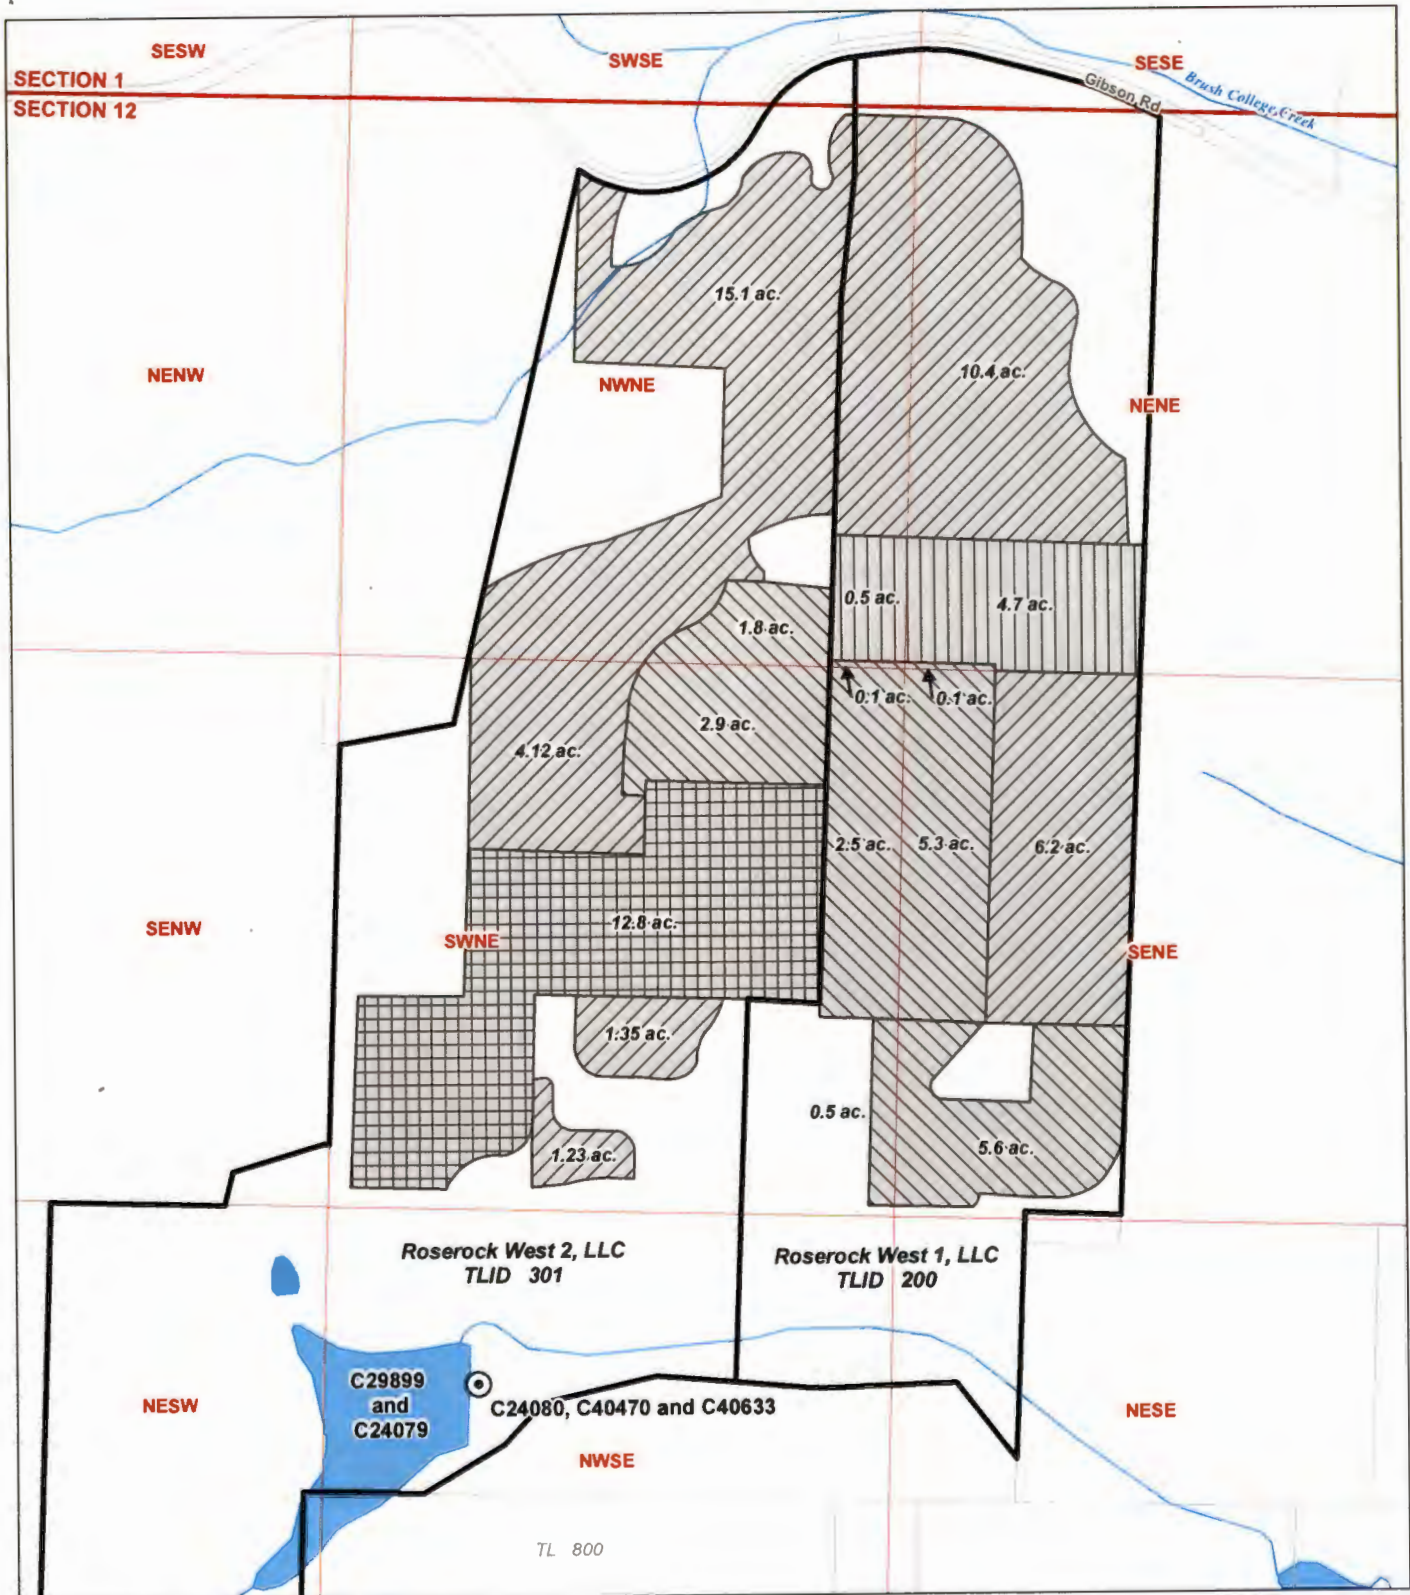 SESW
SWSE
SESE
SECTION 1
SECTION 12
Gibson Rd
Brush College Creek
15.1 ac.
NENW
NWNE
10.4 ac.
NENE
0.5 ac.
4.7 ac.
1.8 ac.
0.1 ac.
0.1 ac.
2.9 ac.
4.12 ac.
2.5 ac.
5.3 ac.
6.2 ac.
12.8 ac.
SENW
SWNE
SENE
1.35 ac.
0.5 ac.
1.23 ac.
5.6 ac.
Roserock West 2, LLC
TLID 301
Roserock West 1, LLC
TLID 200
C29899
and
C24079
C24080, C40470 and C40633
NESW
NESE
NWSE
TL 800